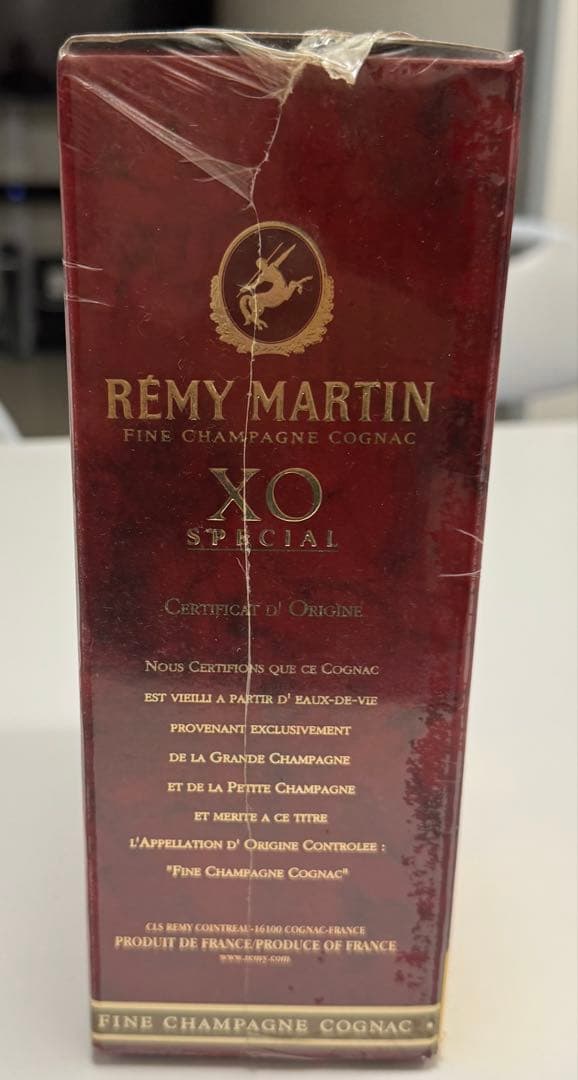 RÉMY MARTIN
FINE CHAMPAGNE COGNAC
XO
SPECIAL
CERTIFICAT D' ORIGINE
NOUS CERTIFIONS QUE CE COGNAC
EST VIEILLI A PARTIR D' EAUX-DE-VIE
PROVENANT EXCLUSIVEMENT
DE LA GRANDE CHAMPAGNE
ET DE LA PETITE CHAMPAGNE
ET MERITE A CE TITRE
L'APPELLATION D' ORIGINE CONTROLEE :
"FINE CHAMPAGNE COGNAC"
CLS REMY COINTREAU-16100 COGNAC-FRANCE
PRODUIT DE FRANCE/PRODUCE OF FRANCE
www.remy.com
FINE CHAMPAGNE COGNAC •